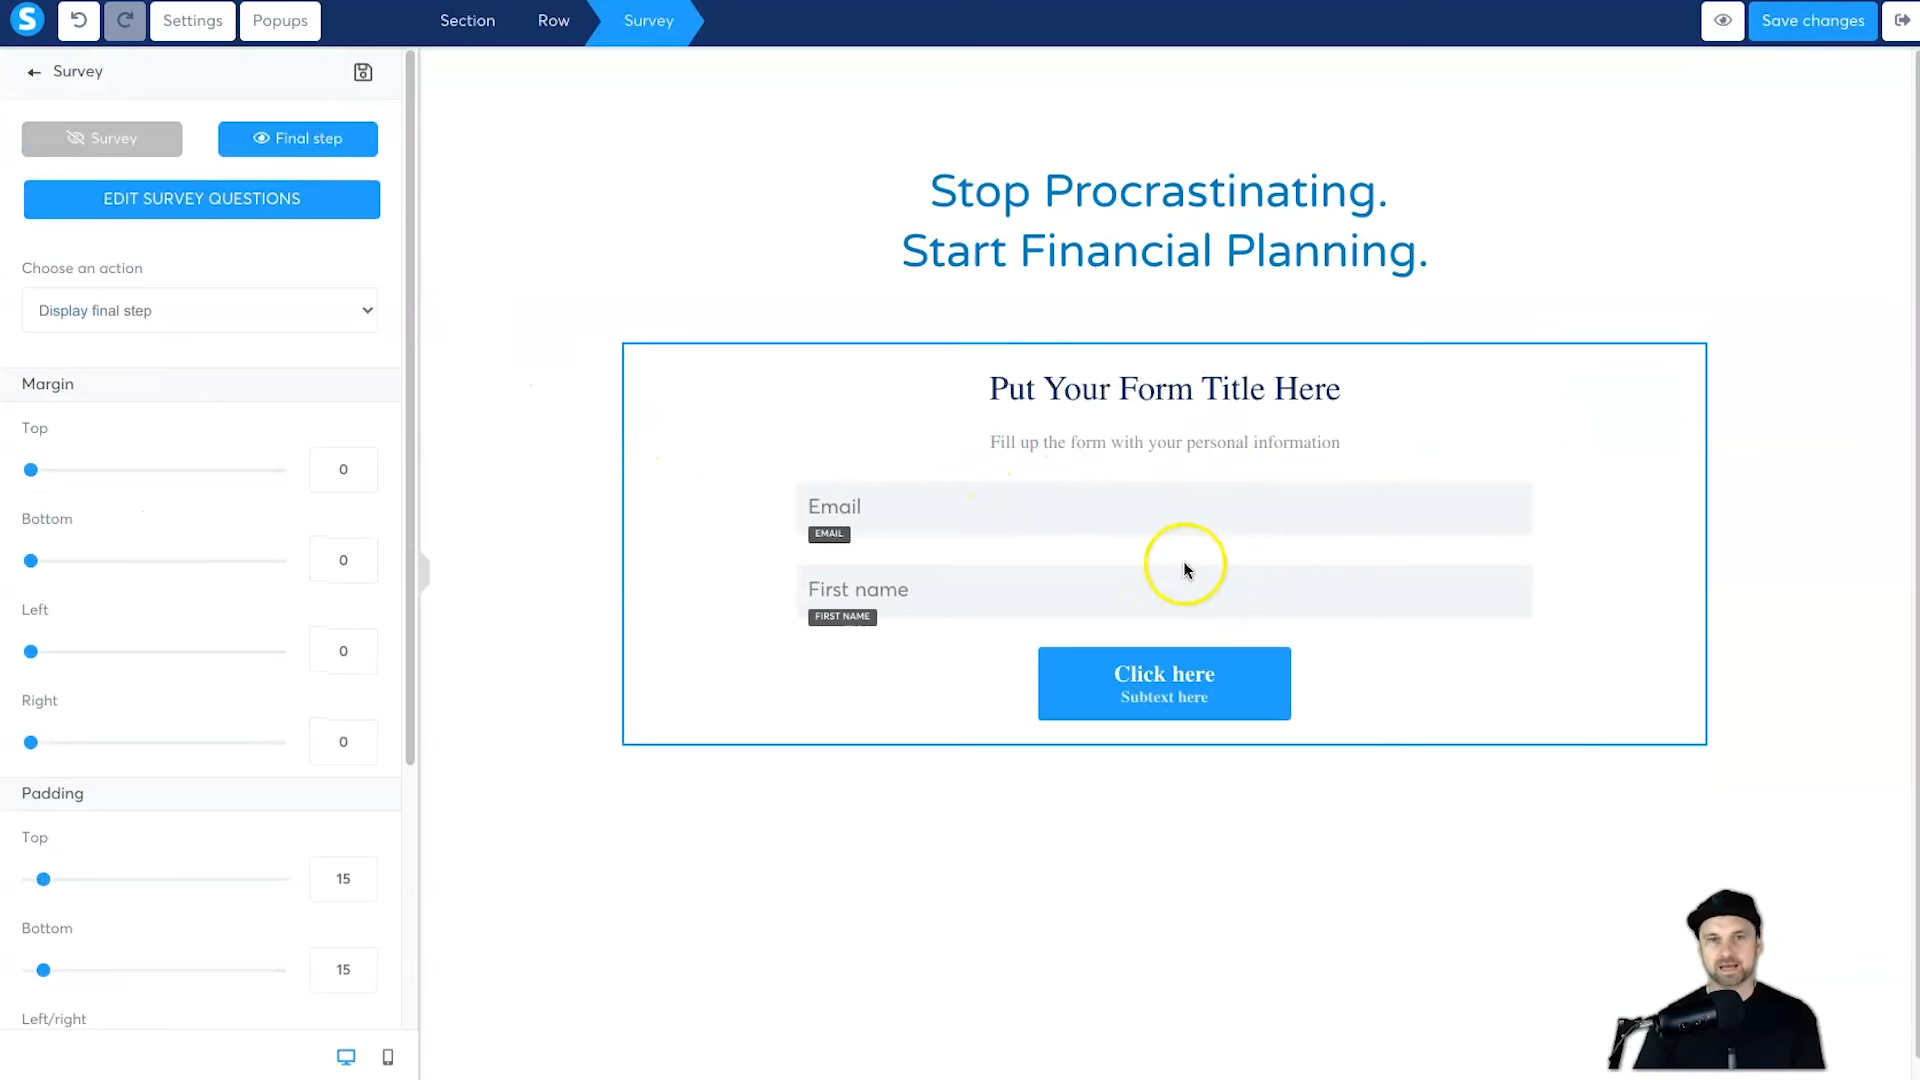 S
Settings
Popups
Section
Row
Survey
Save changes
Survey
Survey
Final step
EDIT SURVEY QUESTIONS
Choose an action
Display final step
Margin
Top
0
Bottom
0
Left
0
Right
0
Padding
Top
15
Bottom
15
Left/right
Stop Procrastinating.
Start Financial Planning.
Put Your Form Title Here
Fill up the form with your personal information
Email
EMAIL
First name
FIRST NAME
Click here
Subtext here